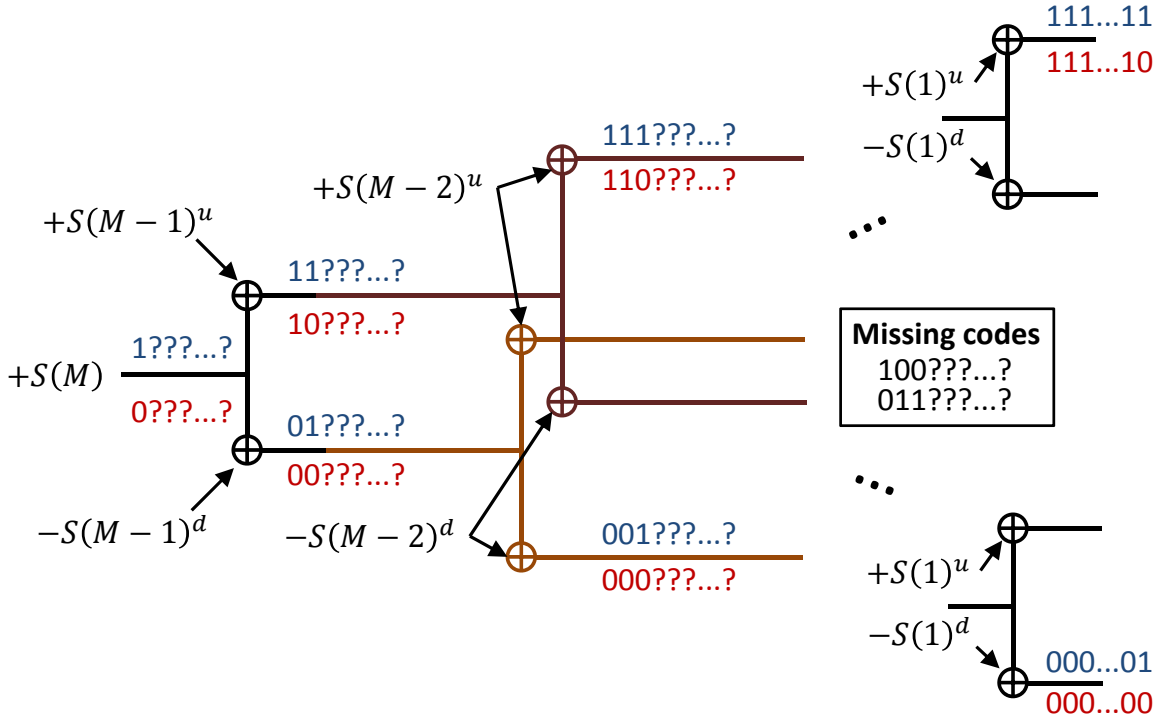 111...11
111...10
+S(1)^u
−S(1)^d
111???...?
110???...?
+S(M − 2)^u
+S(M − 1)^u
11???...?
10???...?
1???...?
+S(M)
0???...?
Missing codes
100???...?
011???...?
01???...?
00???...?
−S(M − 1)^d
−S(M − 2)^d
001???...?
000???...?
+S(1)^u
−S(1)^d
000...01
000...00